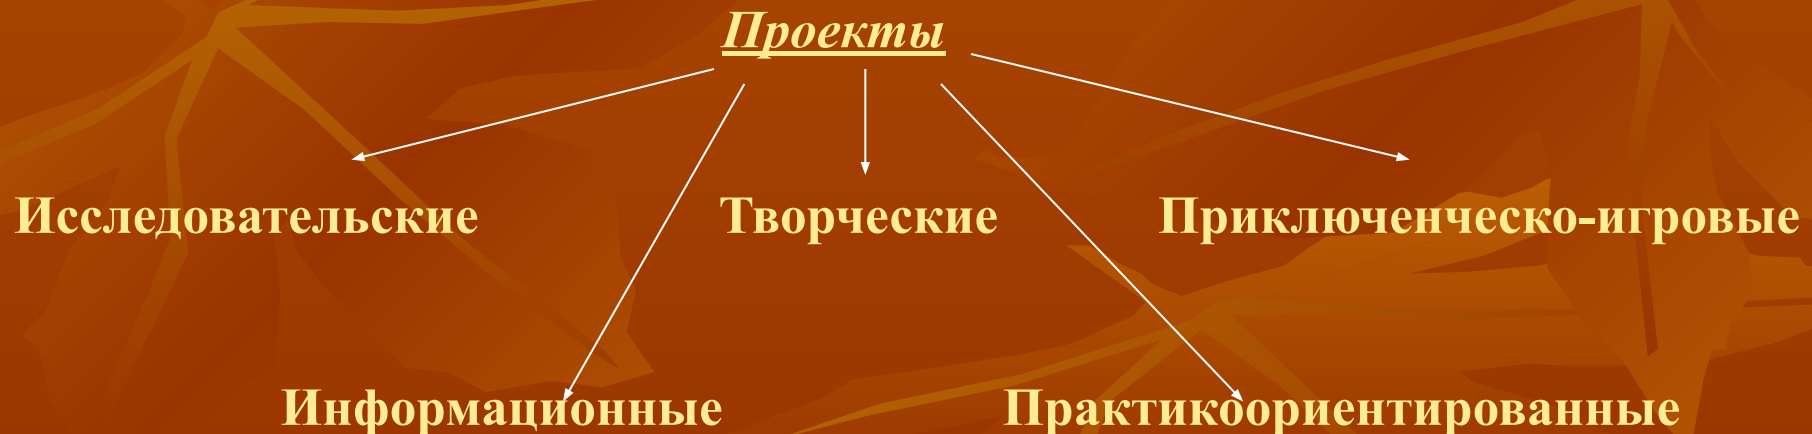 Проекты
Исследовательские Творческие Приключенческо-игровые
Информационные Практикоориентированные